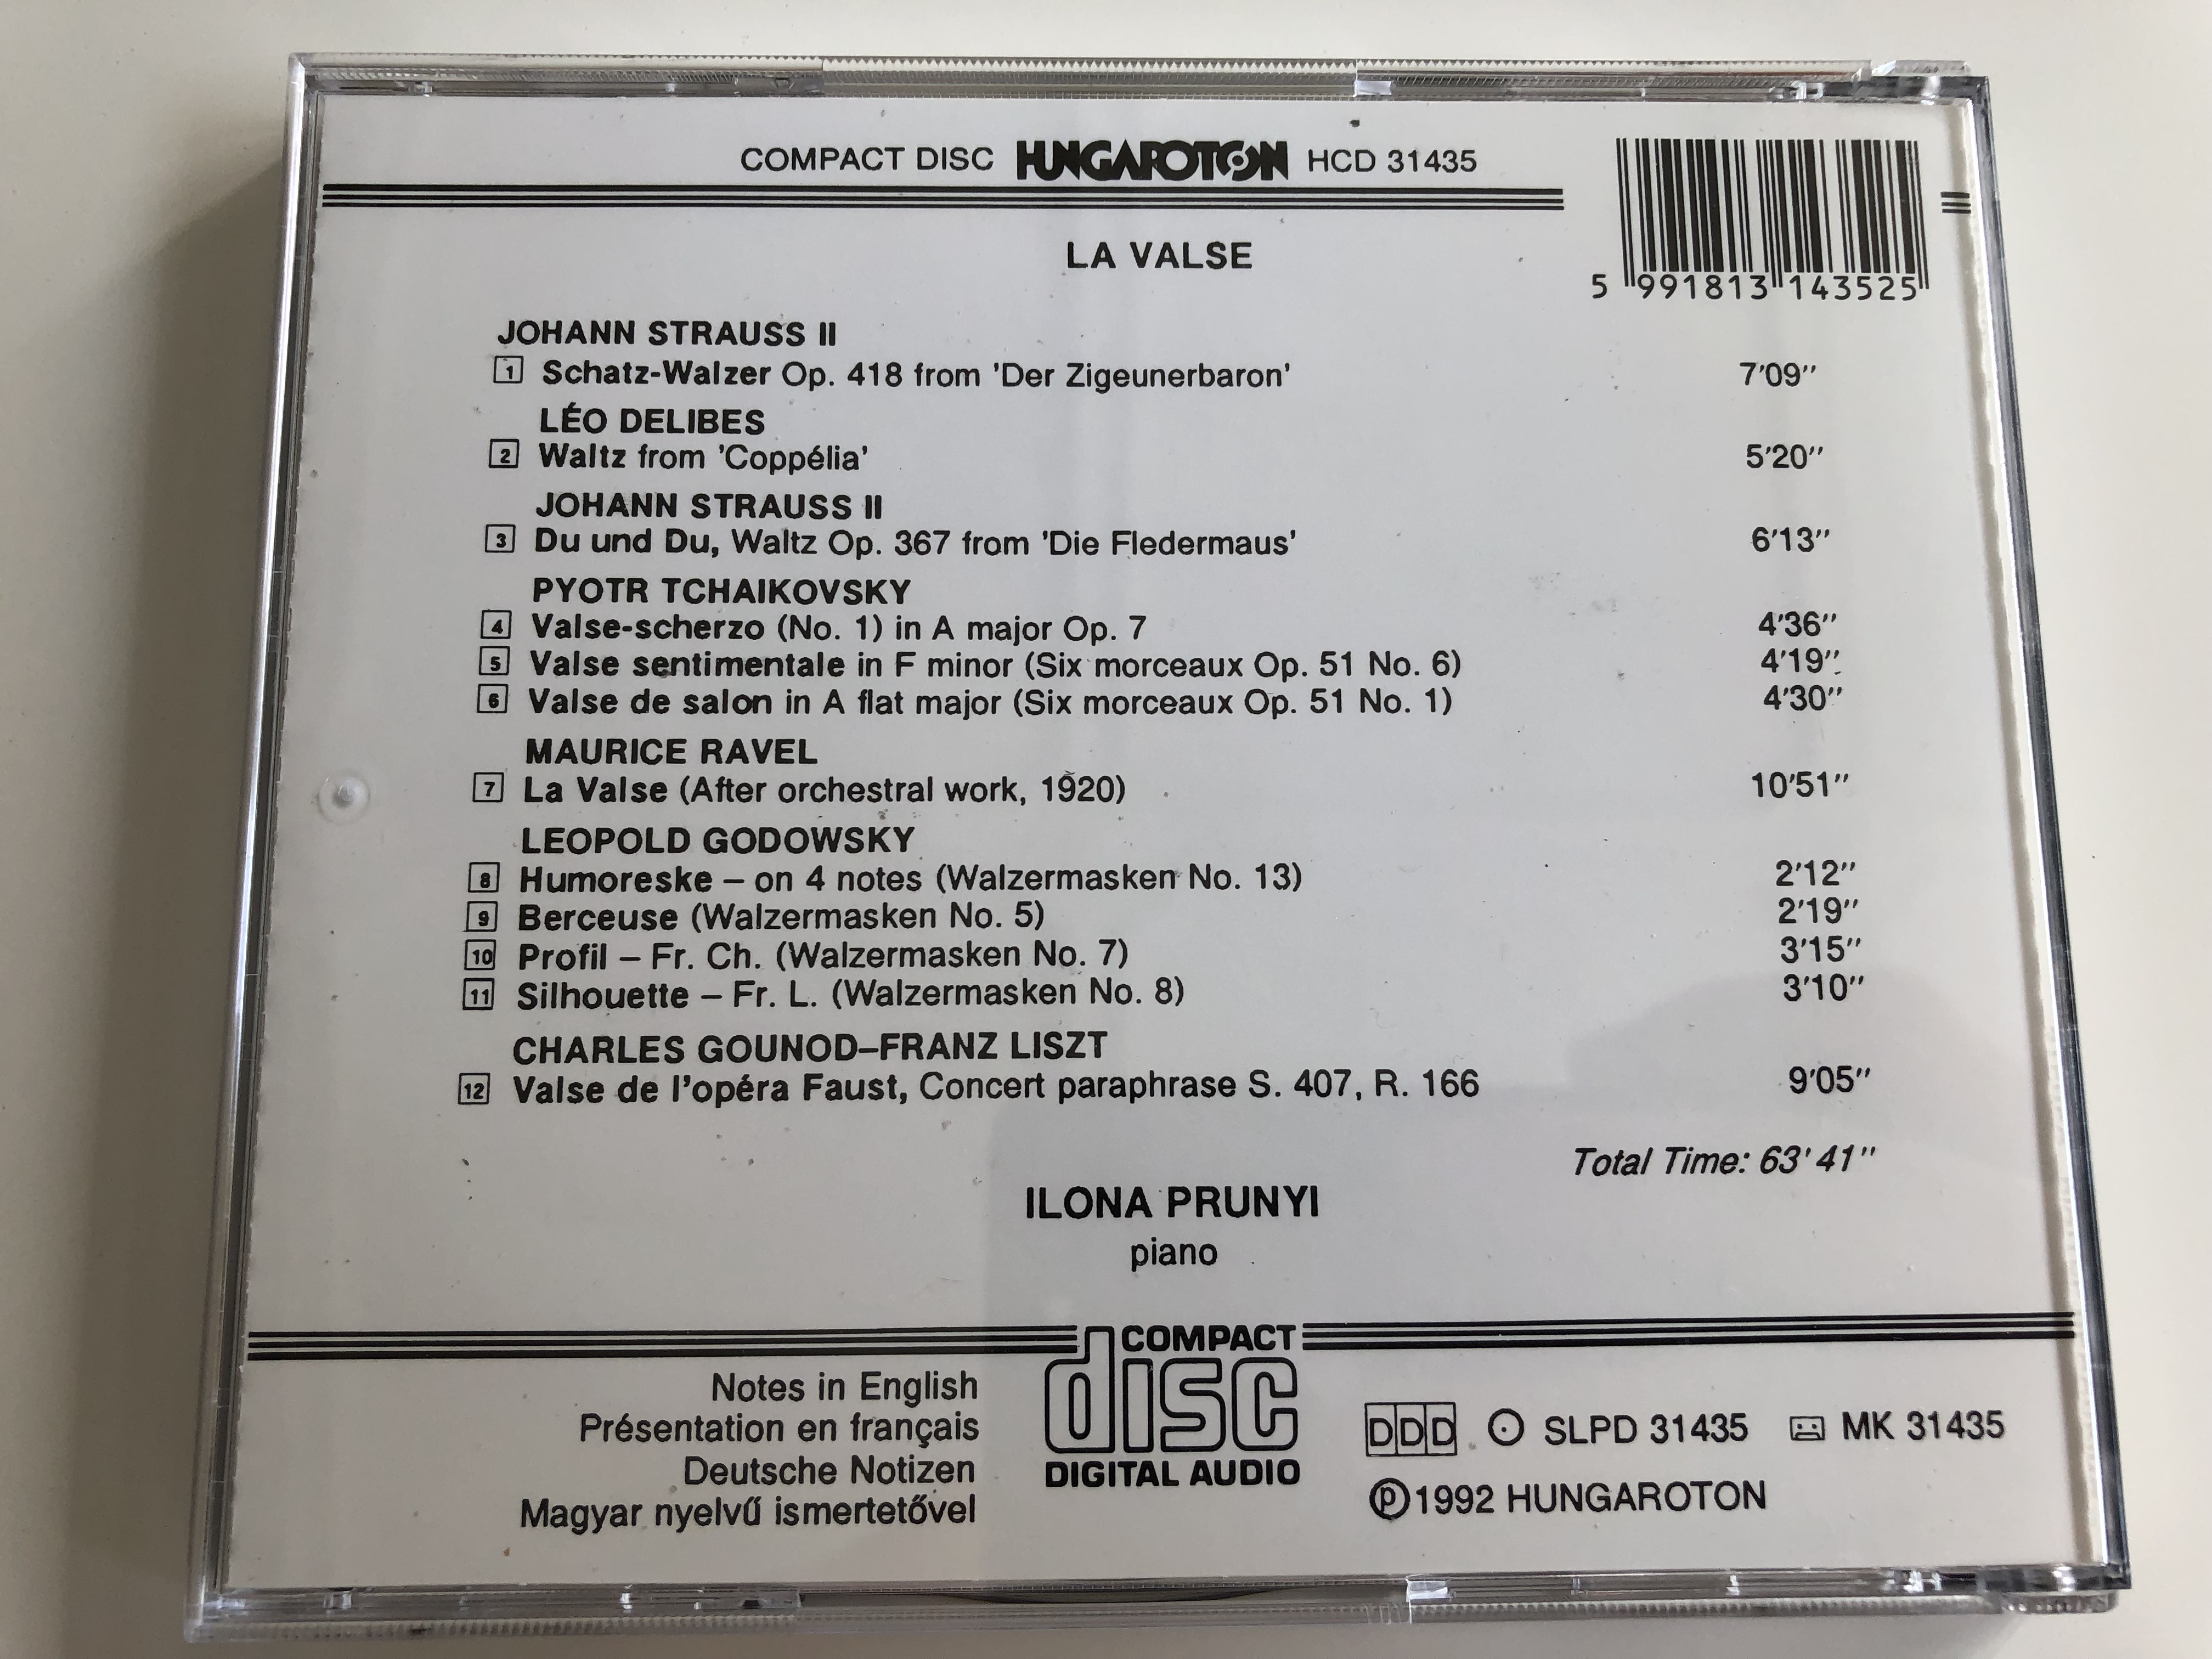 COMPACT DISC HUNGAROTON HCD 31435
5 991813 143525
LA VALSE
JOHANN STRAUSS II
1 Schatz-Walzer Op. 418 from 'Der Zigeunerbaron' 7'09''
LÉO DELIBES
2 Waltz from 'Coppélia' 5'20''
JOHANN STRAUSS II
3 Du und Du, Waltz Op. 367 from 'Die Fledermaus' 6'13''
PYOTR TCHAIKOVSKY
4 Valse-scherzo (No. 1) in A major Op. 7 4'36''
5 Valse sentimentale in F minor (Six morceaux Op. 51 No. 6) 4'19''
6 Valse de salon in A flat major (Six morceaux Op. 51 No. 1) 4'30''
MAURICE RAVEL
7 La Valse (After orchestral work, 1920) 10'51''
LEOPOLD GODOWSKY
8 Humoreske – on 4 notes (Walzermasken No. 13) 2'12''
9 Berceuse (Walzermasken No. 5) 2'19''
10 Profil – Fr. Ch. (Walzermasken No. 7) 3'15''
11 Silhouette – Fr. L. (Walzermasken No. 8) 3'10''
CHARLES GOUNOD–FRANZ LISZT
12 Valse de l'opéra Faust, Concert paraphrase S. 407, R. 166 9'05''
Total Time: 63'41''
ILONA PRUNYI
piano
Notes in English
Présentation en français
Deutsche Notizen
Magyar nyelvű ismertetővel
COMPACT
disc
DIGITAL AUDIO
DDD SLPD 31435 MK 31435
Ⓟ1992 HUNGAROTON